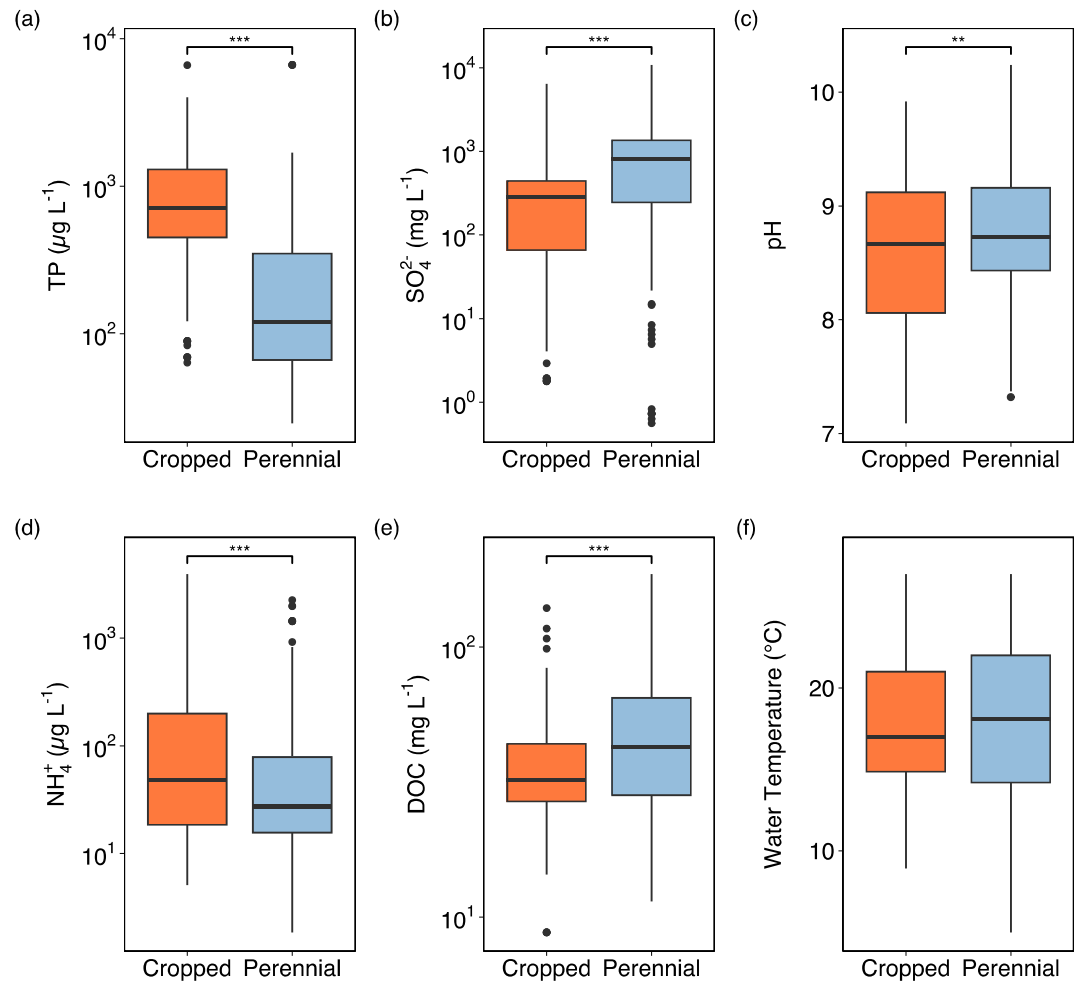 (a)
TP (µg L⁻¹)
10⁴
10³
10²
***
Cropped Perennial
(b)
SO₄²⁻ (mg L⁻¹)
10⁴
10³
10²
10¹
10⁰
***
Cropped Perennial
(c)
pH
10
9
8
7
**
Cropped Perennial
(d)
NH₄⁺ (µg L⁻¹)
10³
10²
10¹
***
Cropped Perennial
(e)
DOC (mg L⁻¹)
10²
10¹
***
Cropped Perennial
(f)
Water Temperature (°C)
20
10
Cropped Perennial